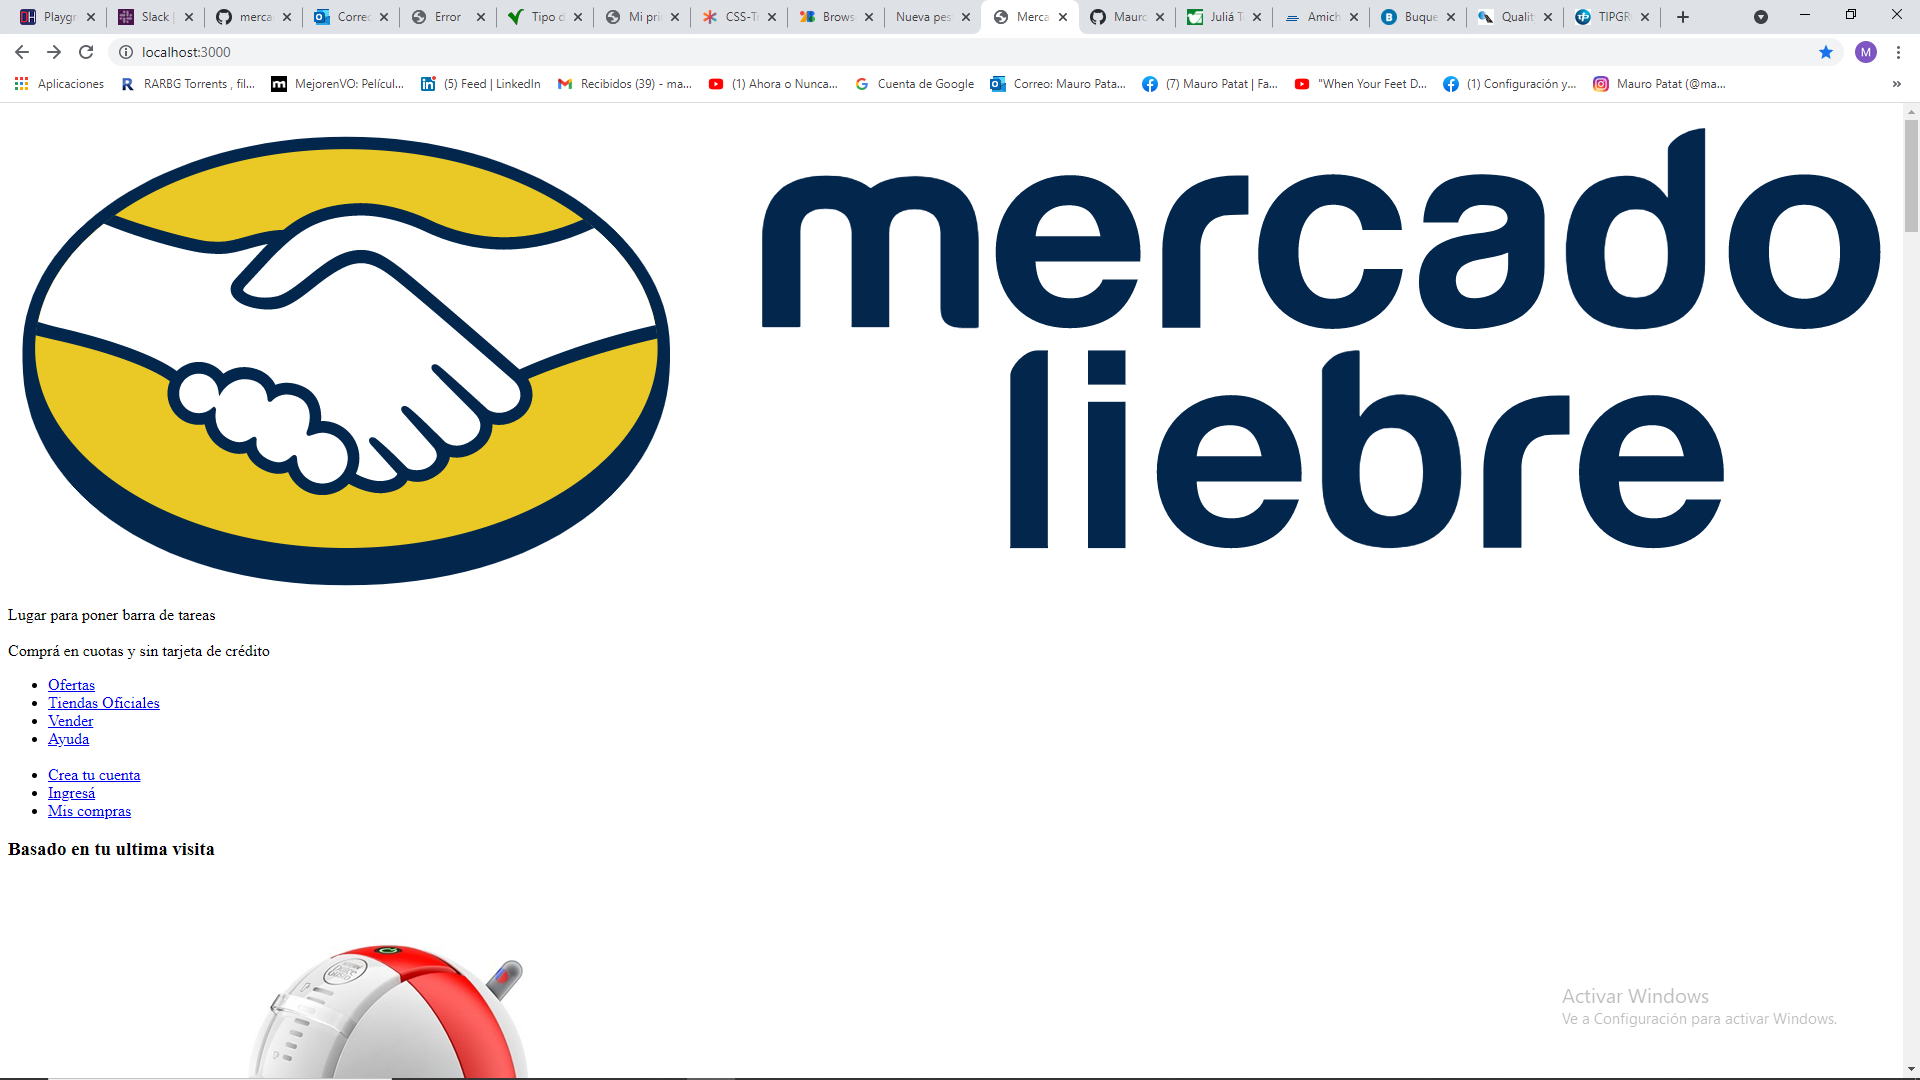 Playgr
Slack |
merca
Correo
Error
Tipo d
Mi pri
CSS-Tr
Brows
Nueva pes
Merca
Mauro
Juliá T
Amich
Buque
Qualit
TIPGR
localhost:3000
M
Aplicaciones
RARBG Torrents , fil...
MejorenVO: Películ...
(5) Feed | LinkedIn
Recibidos (39) - ma...
(1) Ahora o Nunca...
Cuenta de Google
Correo: Mauro Pata...
(7) Mauro Patat | Fa...
"When Your Feet D...
(1) Configuración y...
Mauro Patat (@ma...
»
mercado
liebre
Lugar para poner barra de tareas
Comprá en cuotas y sin tarjeta de crédito
Ofertas
Tiendas Oficiales
Vender
Ayuda
Crea tu cuenta
Ingresá
Mis compras
Basado en tu ultima visita
Activar Windows
Ve a Configuración para activar Windows.